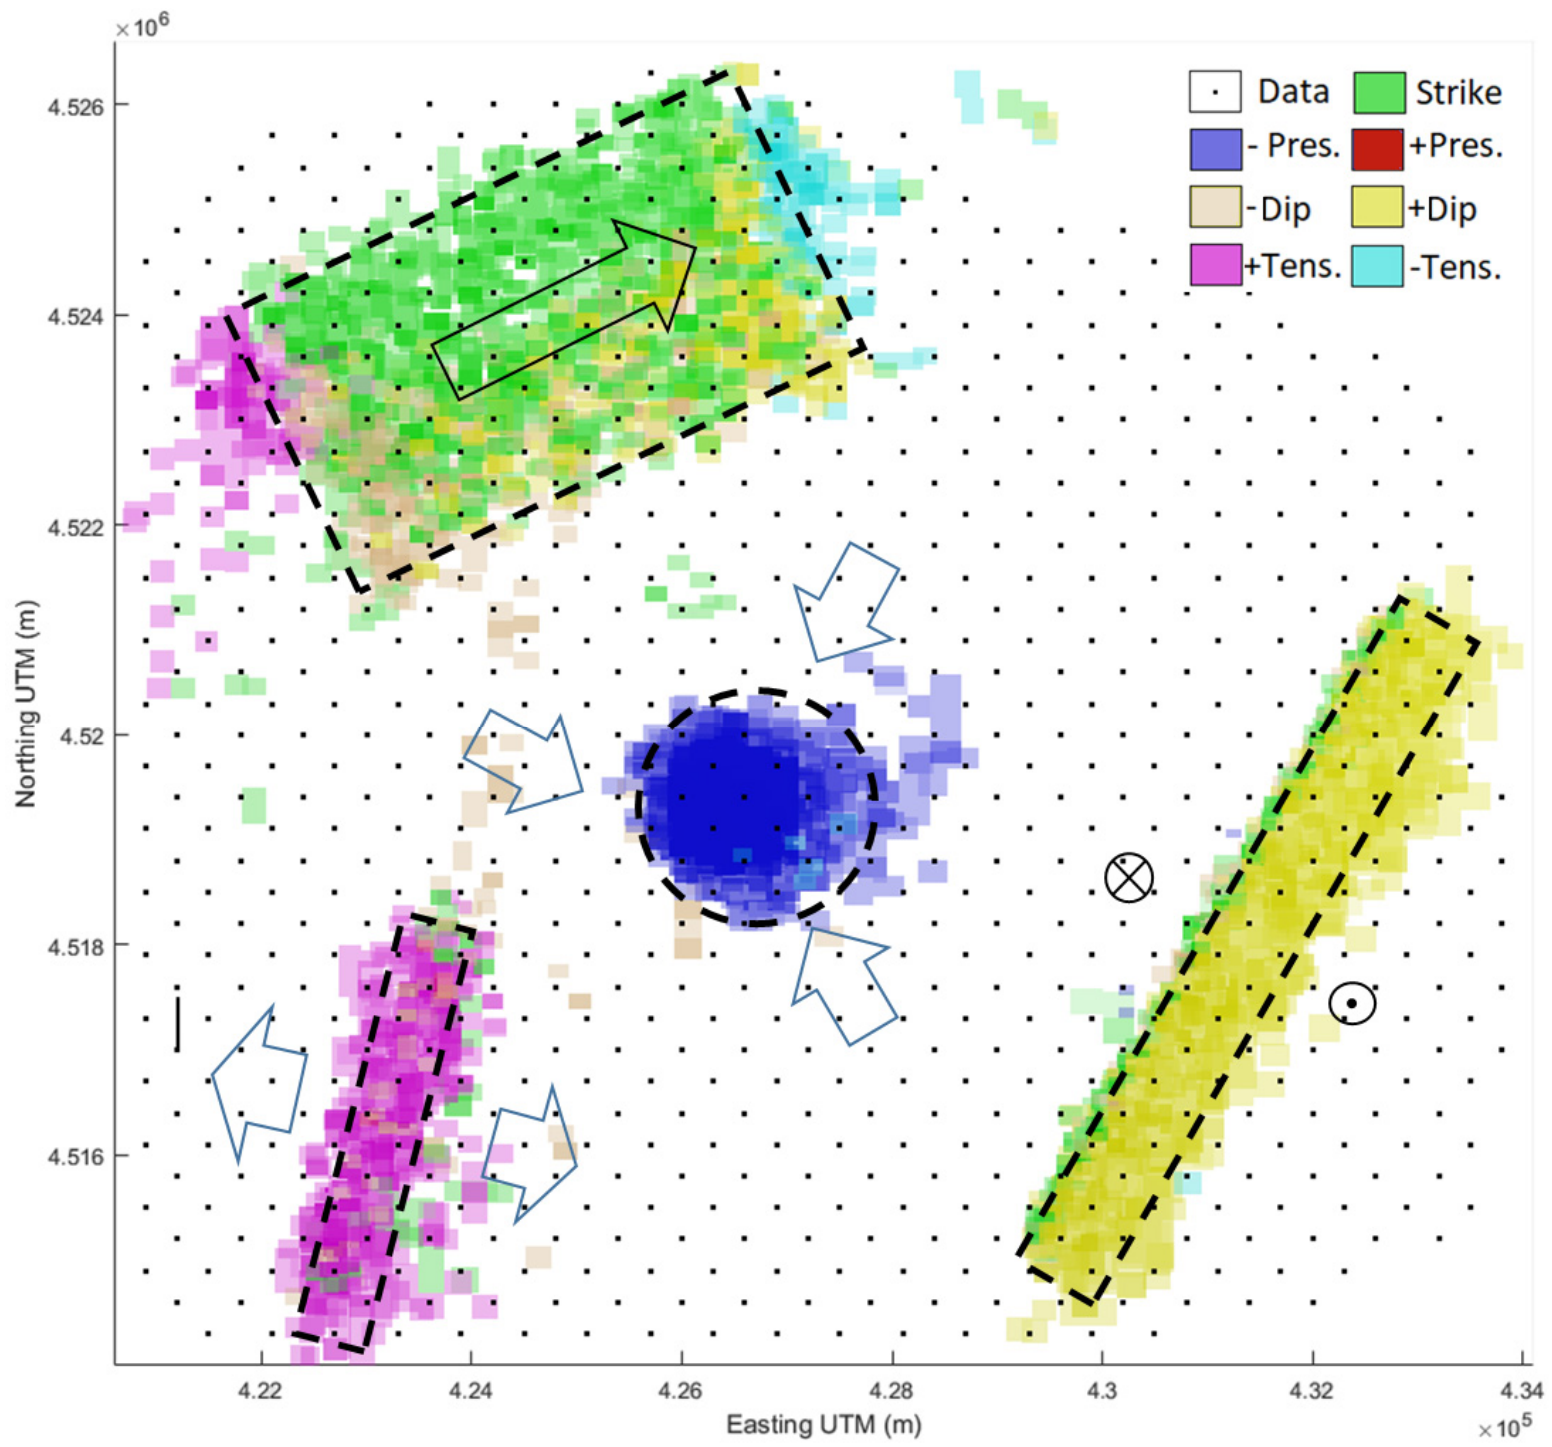 ×10⁶
4.526
4.524
4.522
4.52
4.518
4.516
Northing UTM (m)
Data
Strike
- Pres.
+Pres.
-Dip
+Dip
+Tens.
-Tens.
4.22
4.24
4.26
4.28
4.3
4.32
4.34
Easting UTM (m)
×10⁵